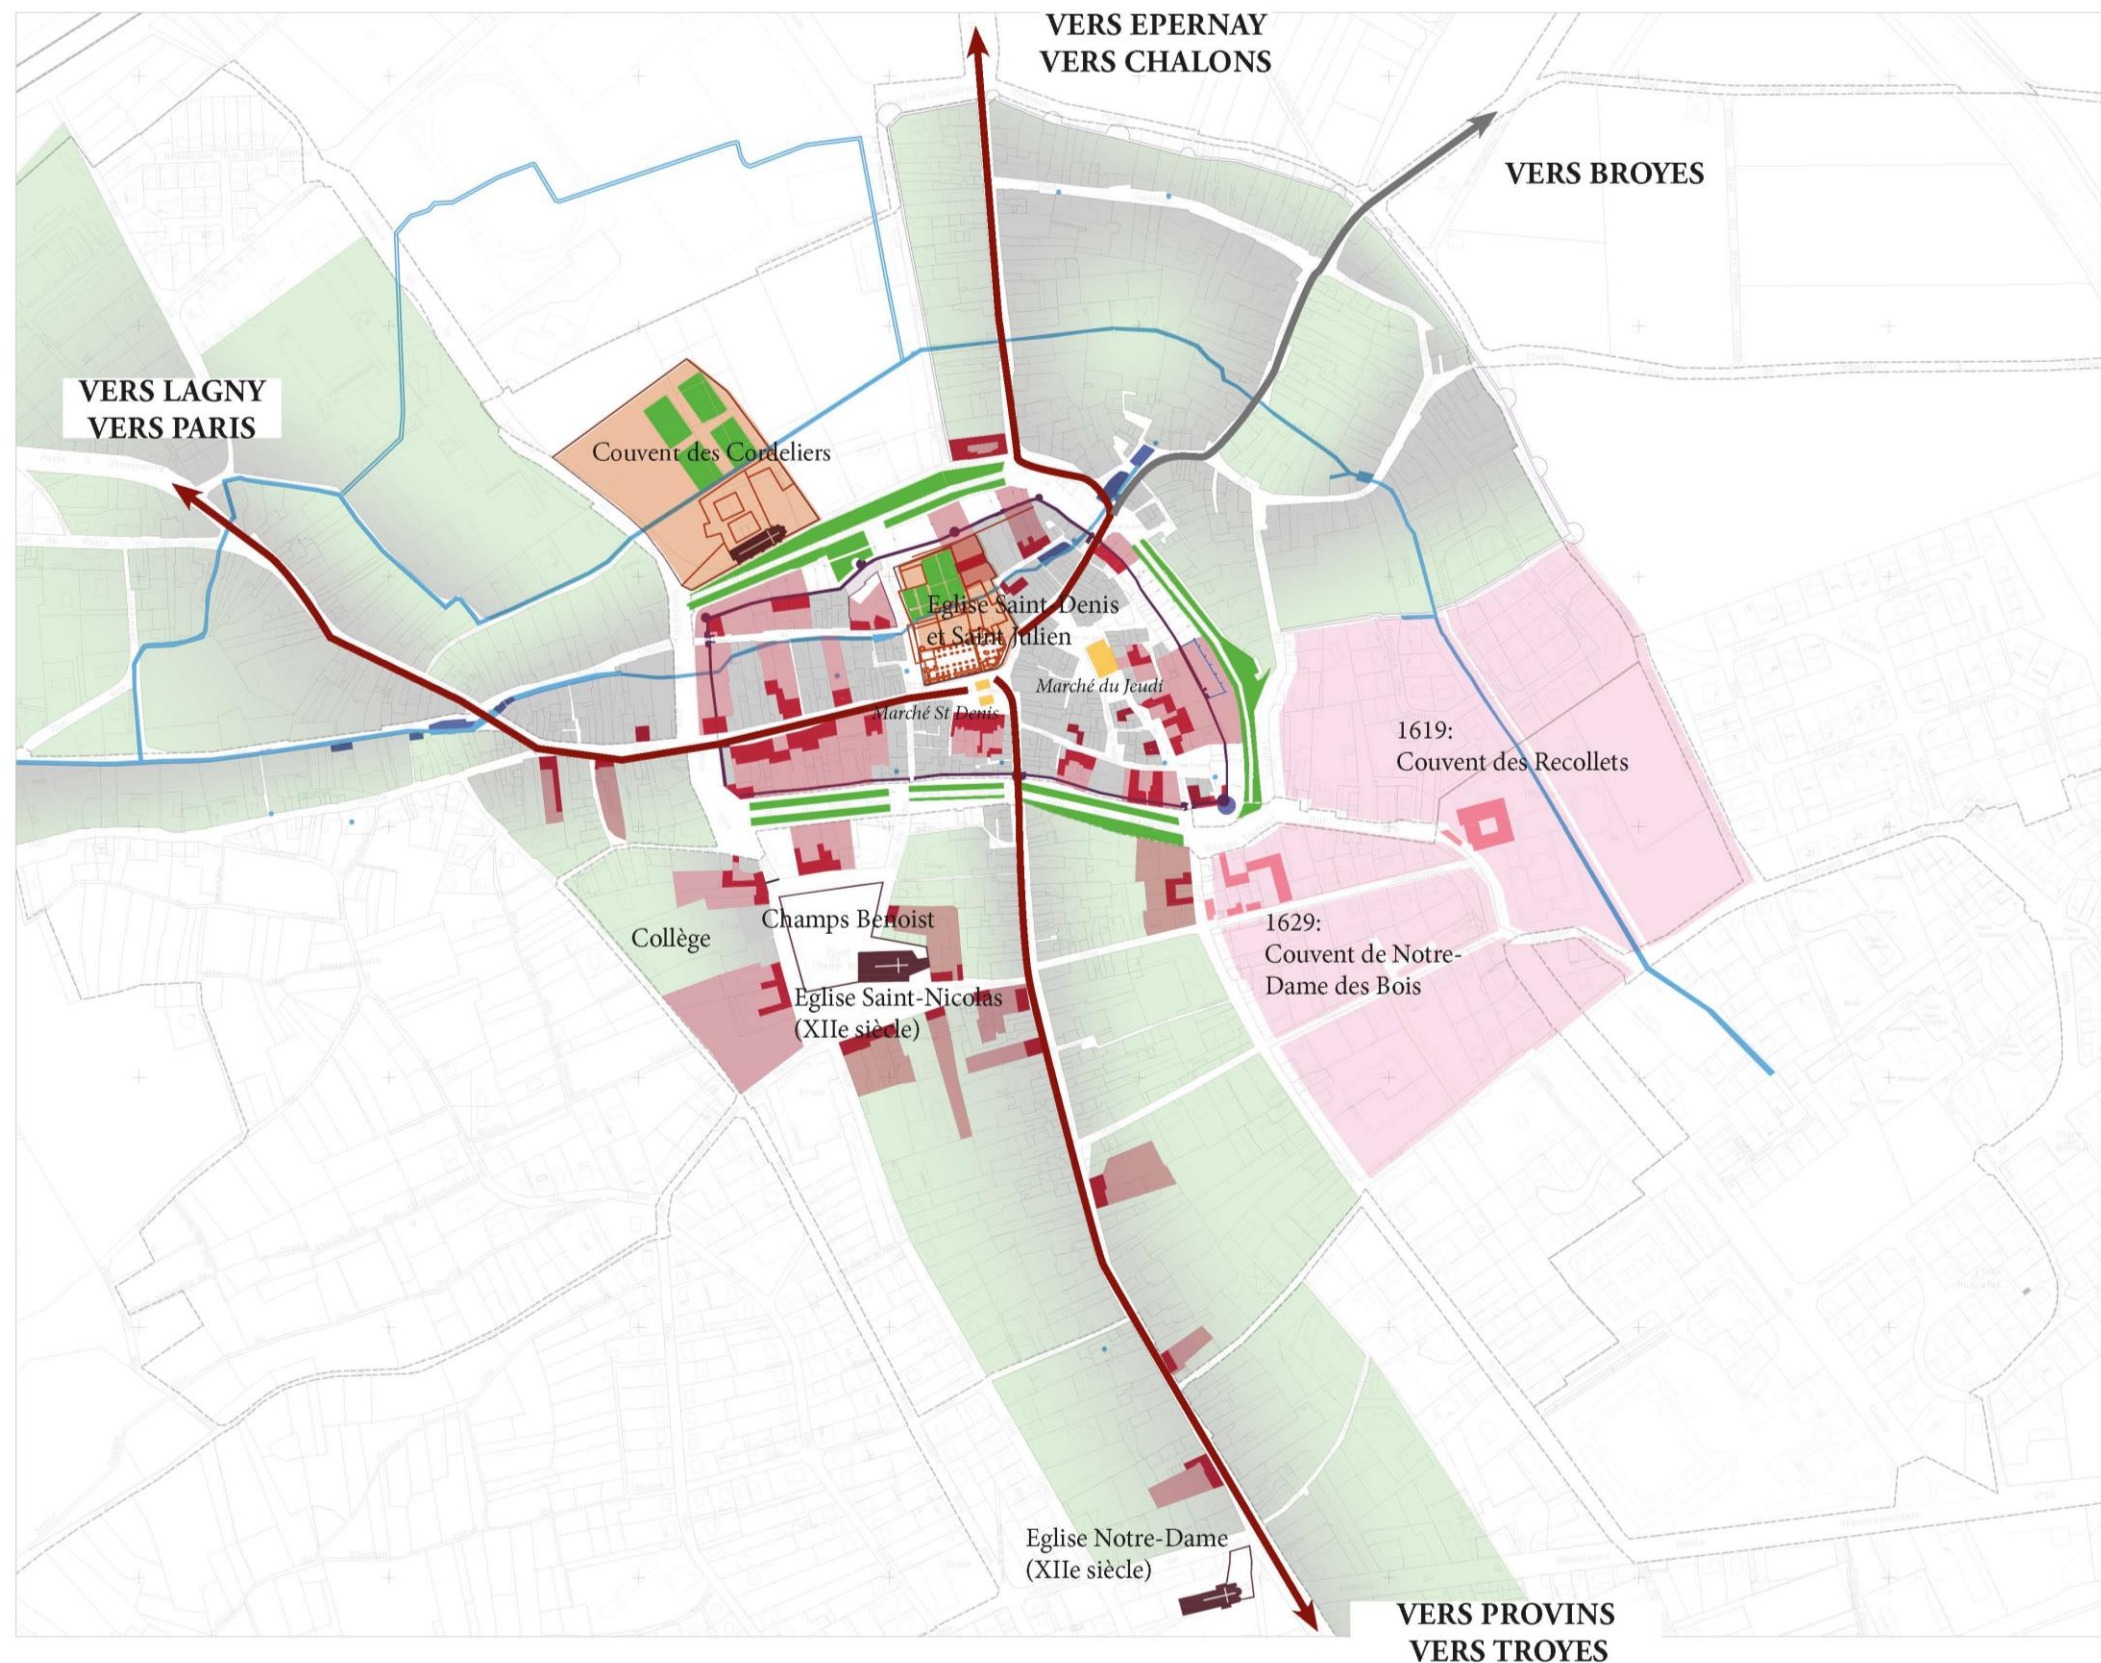 VERS EPERNAY
VERS CHALONS
VERS BROYES
VERS LAGNY
VERS PARIS
Couvent des Cordeliers
Eglise Saint-Denis
et Saint Julien
Marché du Jeudi
Marché St Denis
1619:
Couvent des Recollets
Champs Benoist
Collège
1629:
Couvent de Notre-
Dame des Bois
Eglise Saint-Nicolas
(XIIe siècle)
Eglise Notre-Dame
(XIIe siècle)
VERS PROVINS
VERS TROYES